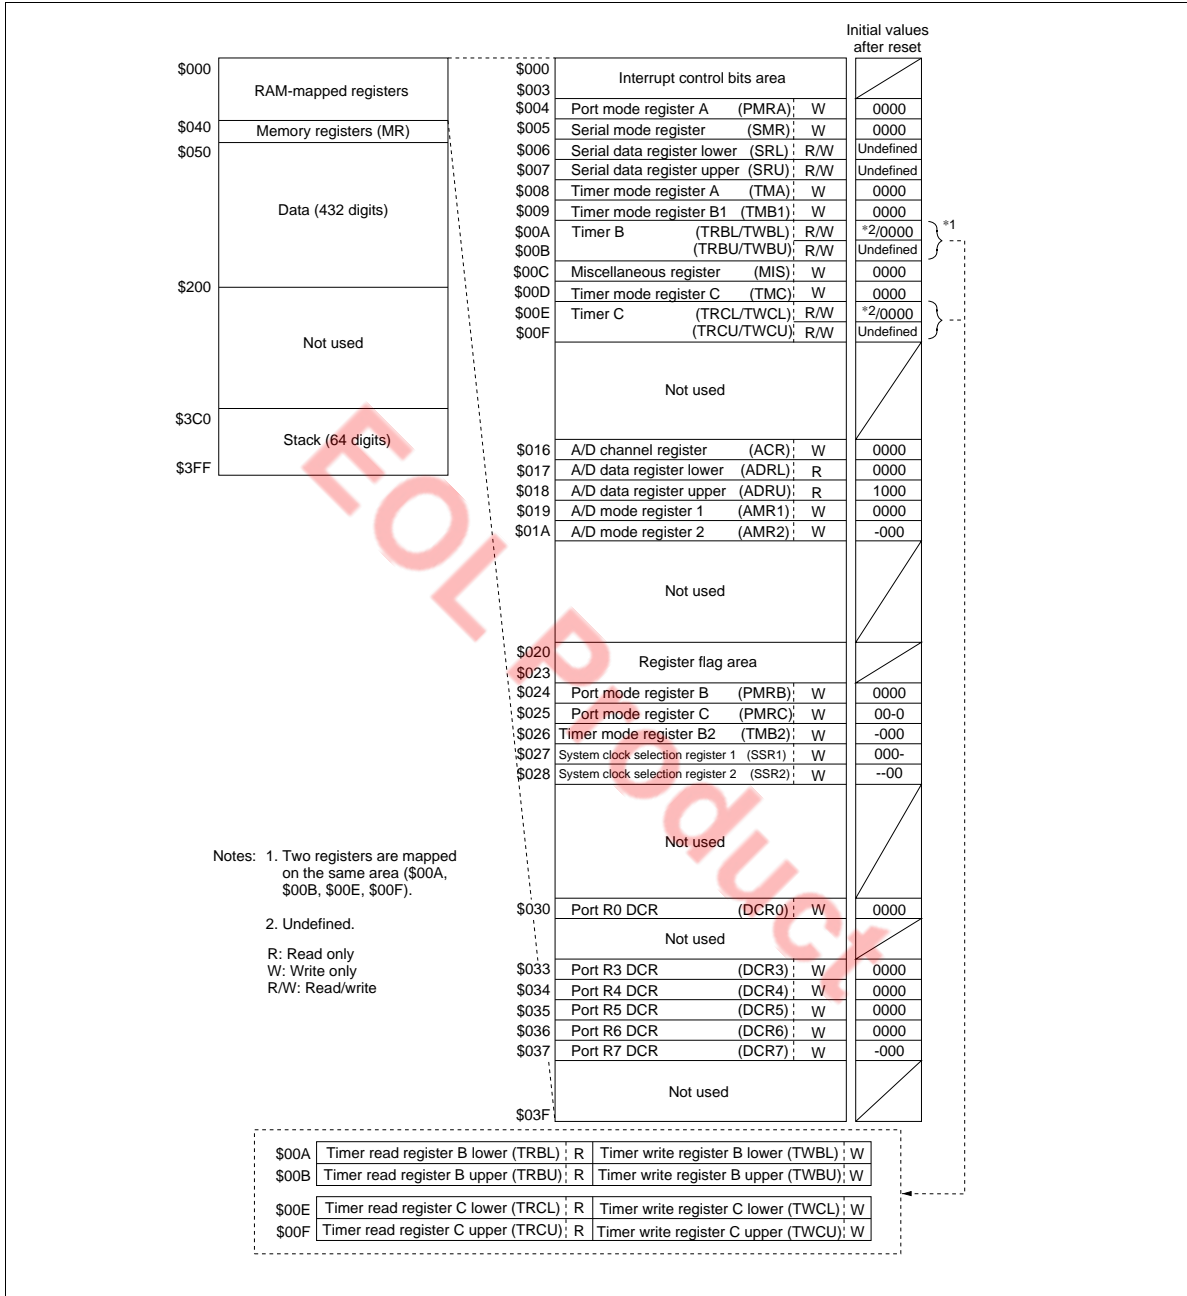 Initial values
after reset
$000
RAM-mapped registers
$040
Memory registers (MR)
$050
Data (432 digits)
$200
Not used
$3C0
Stack (64 digits)
$3FF
$000
Interrupt control bits area
$003
$004 Port mode register A (PMRA) W 0000
$005 Serial mode register (SMR) W 0000
$006 Serial data register lower (SRL) R/W Undefined
$007 Serial data register upper (SRU) R/W Undefined
$008 Timer mode register A (TMA) W 0000
$009 Timer mode register B1 (TMB1) W 0000
$00A Timer B (TRBL/TWBL) R/W *2/0000 *1
$00B (TRBU/TWBU) R/W Undefined
$00C Miscellaneous register (MIS) W 0000
$00D Timer mode register C (TMC) W 0000
$00E Timer C (TRCL/TWCL) R/W *2/0000
$00F (TRCU/TWCU) R/W Undefined
Not used
$016 A/D channel register (ACR) W 0000
$017 A/D data register lower (ADRL) R 0000
$018 A/D data register upper (ADRU) R 1000
$019 A/D mode register 1 (AMR1) W 0000
$01A A/D mode register 2 (AMR2) W -000
Not used
$020
Register flag area
$023
$024 Port mode register B (PMRB) W 0000
$025 Port mode register C (PMRC) W 00-0
$026 Timer mode register B2 (TMB2) W -000
$027 System clock selection register 1 (SSR1) W 000-
$028 System clock selection register 2 (SSR2) W --00
Not used
$030 Port R0 DCR (DCR0) W 0000
Not used
$033 Port R3 DCR (DCR3) W 0000
$034 Port R4 DCR (DCR4) W 0000
$035 Port R5 DCR (DCR5) W 0000
$036 Port R6 DCR (DCR6) W 0000
$037 Port R7 DCR (DCR7) W -000
Not used
$03F
Notes: 1. Two registers are mapped
on the same area ($00A,
$00B, $00E, $00F).
2. Undefined.
R: Read only
W: Write only
R/W: Read/write
$00A Timer read register B lower (TRBL) R Timer write register B lower (TWBL) W
$00B Timer read register B upper (TRBU) R Timer write register B upper (TWBU) W
$00E Timer read register C lower (TRCL) R Timer write register C lower (TWCL) W
$00F Timer read register C upper (TRCU) R Timer write register C upper (TWCU) W
EOL Product